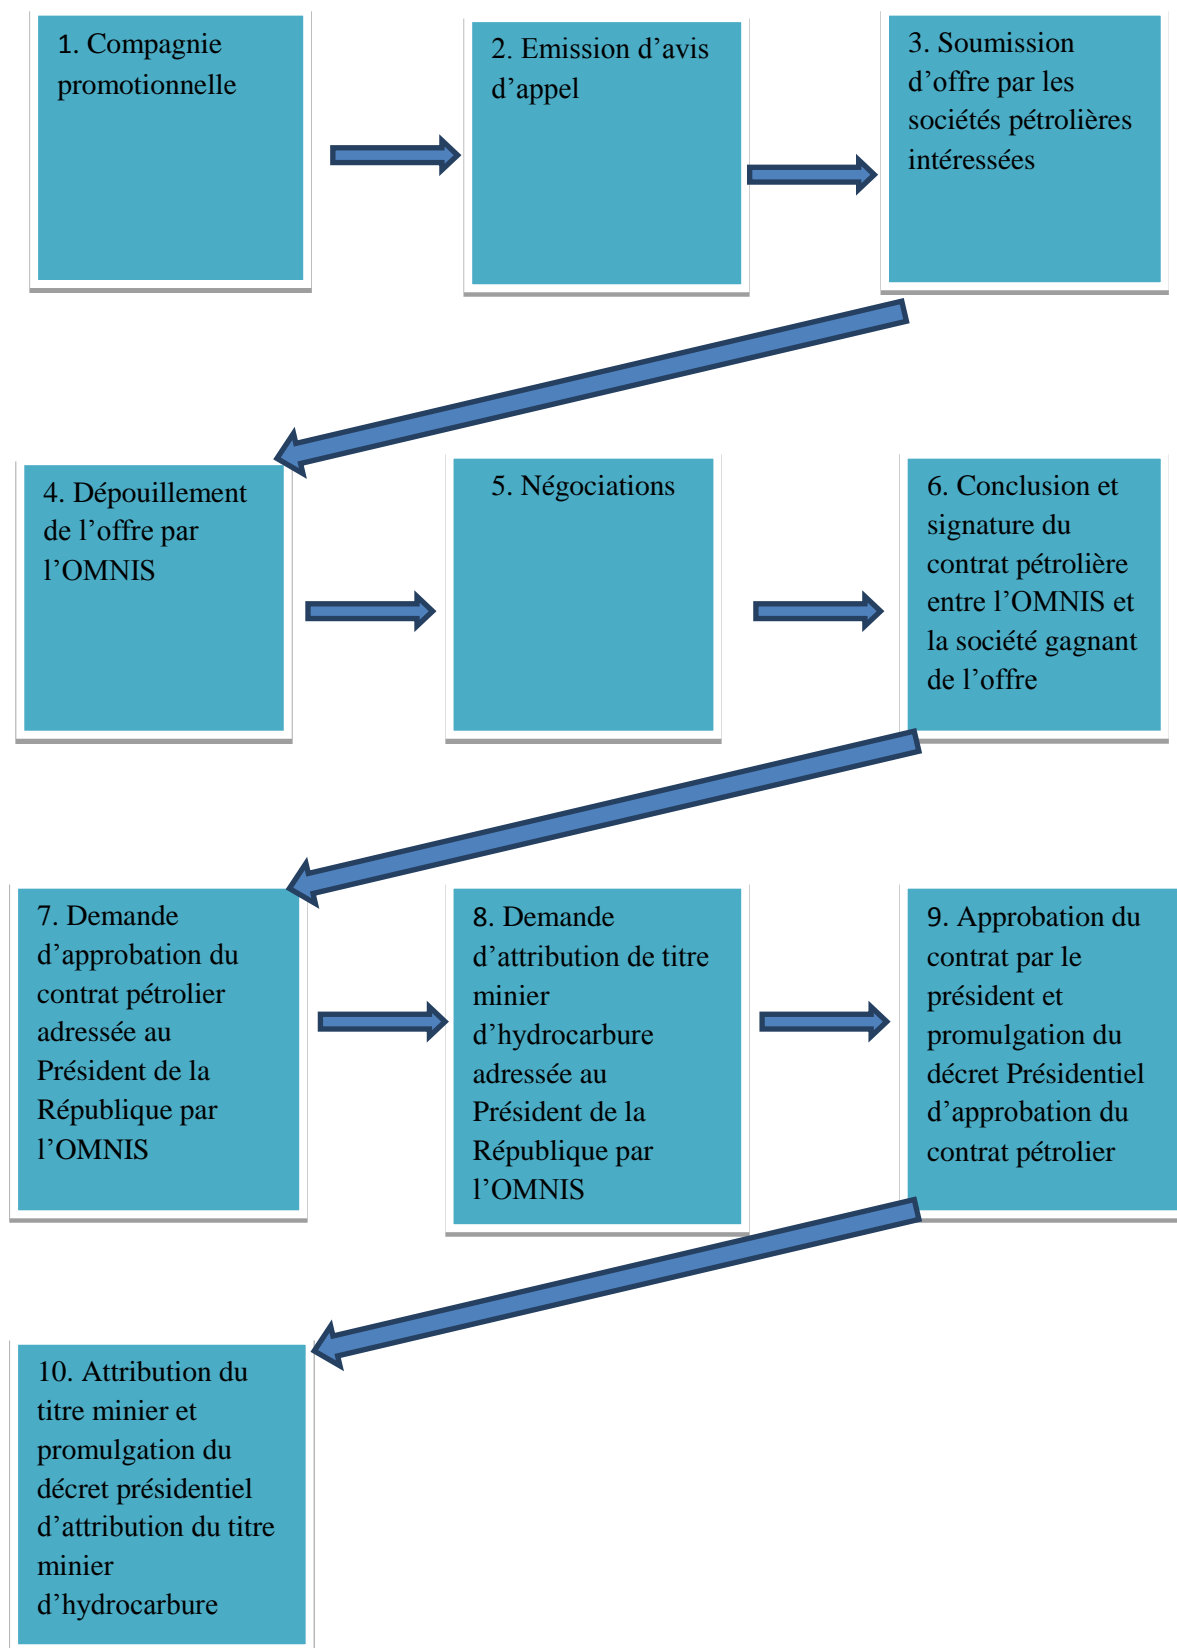 1. Compagnie
promotionnelle
2. Emission d’avis
d’appel
3. Soumission
d’offre par les
sociétés pétrolières
intéressées
4. Dépouillement
de l’offre par
l’OMNIS
5. Négociations
6. Conclusion et
signature du
contrat pétrolière
entre l’OMNIS et
la société gagnant
de l’offre
7. Demande
d’approbation du
contrat pétrolier
adressée au
Président de la
République par
l’OMNIS
8. Demande
d’attribution de titre
minier
d’hydrocarbure
adressée au
Président de la
République par
l’OMNIS
9. Approbation du
contrat par le
président et
promulgation du
décret Présidentiel
d’approbation du
contrat pétrolier
10. Attribution du
titre minier et
promulgation du
décret présidentiel
d’attribution du titre
minier
d’hydrocarbure